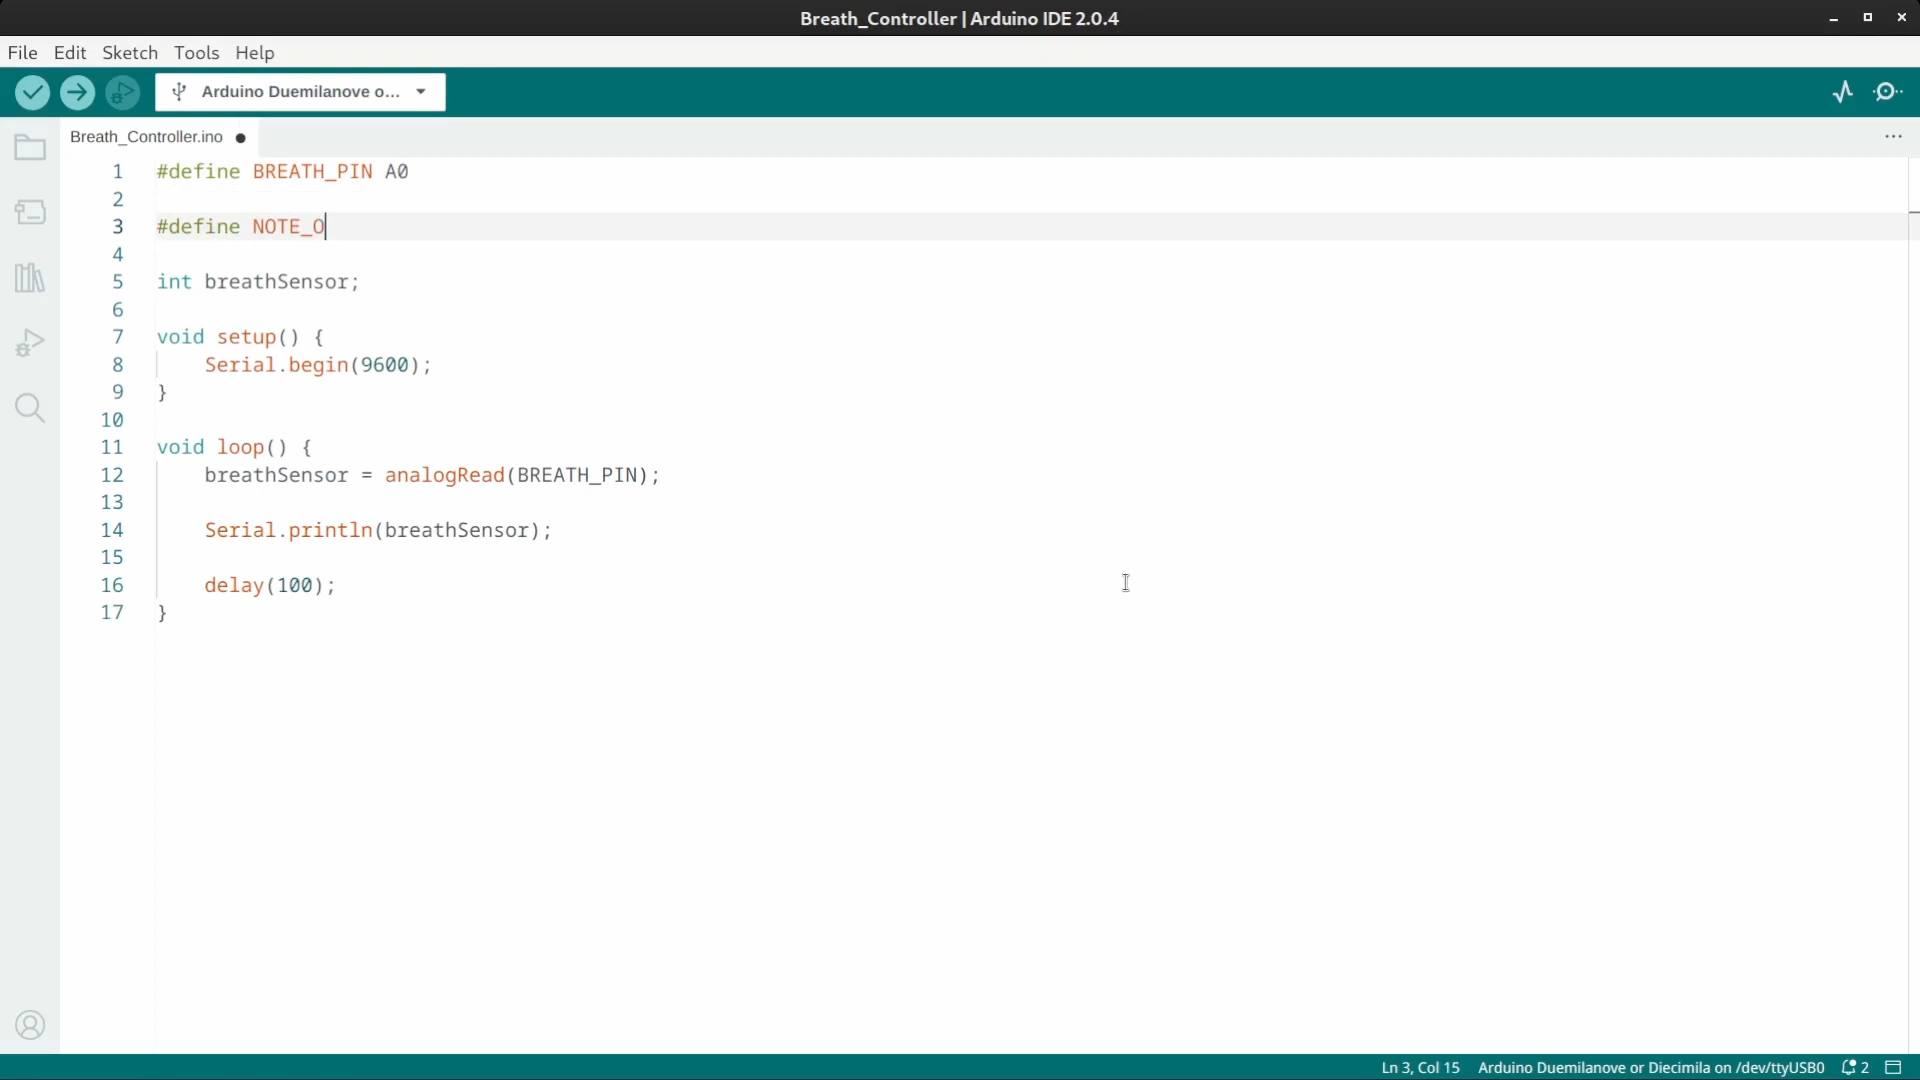 Breath_Controller | Arduino IDE 2.0.4
File Edit Sketch Tools Help
Arduino Duemilanove o...
Breath_Controller.ino
1 #define BREATH_PIN A0
2
3 #define NOTE_O
4
5 int breathSensor;
6
7 void setup() {
8 Serial.begin(9600);
9 }
10
11 void loop() {
12 breathSensor = analogRead(BREATH_PIN);
13
14 Serial.println(breathSensor);
15
16 delay(100);
17 }
Ln 3, Col 15 Arduino Duemilanove or Diecimila on /dev/ttyUSB0 2